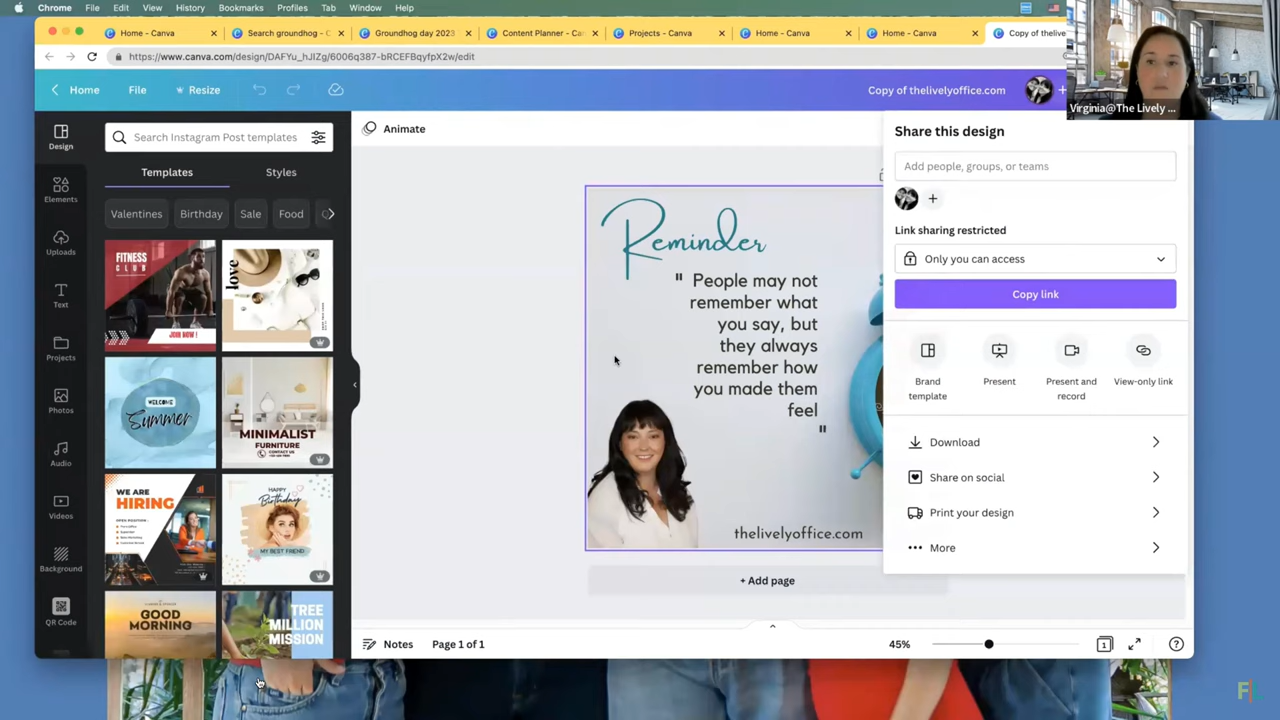 Chrome File Edit View History Bookmarks Profiles Tab Window Help
Home - Canva
Search groundhog - C
Groundhog day 2023
Content Planner - Can
Projects - Canva
Home - Canva
Home - Canva
Copy of thelive
https://www.canva.com/design/DAFYu_hJIZg/6006q387-bRCEFBQyfpX2w/edit
Virginia@The Lively ...
Home File Resize
Copy of thelivelyoffice.com
Design
Elements
Uploads
Text
Projects
Photos
Audio
Videos
Background
QR Code
Search Instagram Post templates
Templates Styles
Valentines Birthday Sale Food
FITNESS
CLUB
JOIN NOW !
love
WELCOME
Summer
MINIMALIST
FURNITURE
CONTACT US
WE ARE
HIRING
HAPPY
Birthday
MY BEST FRIEND
GOOD
MORNING
TREE
MILLION
MISSION
Animate
Reminder
" People may not
remember what
you say, but
they always
remember how
you made them
feel
"
thelivelyoffice.com
+ Add page
Share this design
Add people, groups, or teams
Link sharing restricted
Only you can access
Copy link
Brand
template
Present
Present and
record
View-only link
Download
Share on social
Print your design
More
Notes Page 1 of 1
45%
1
F L